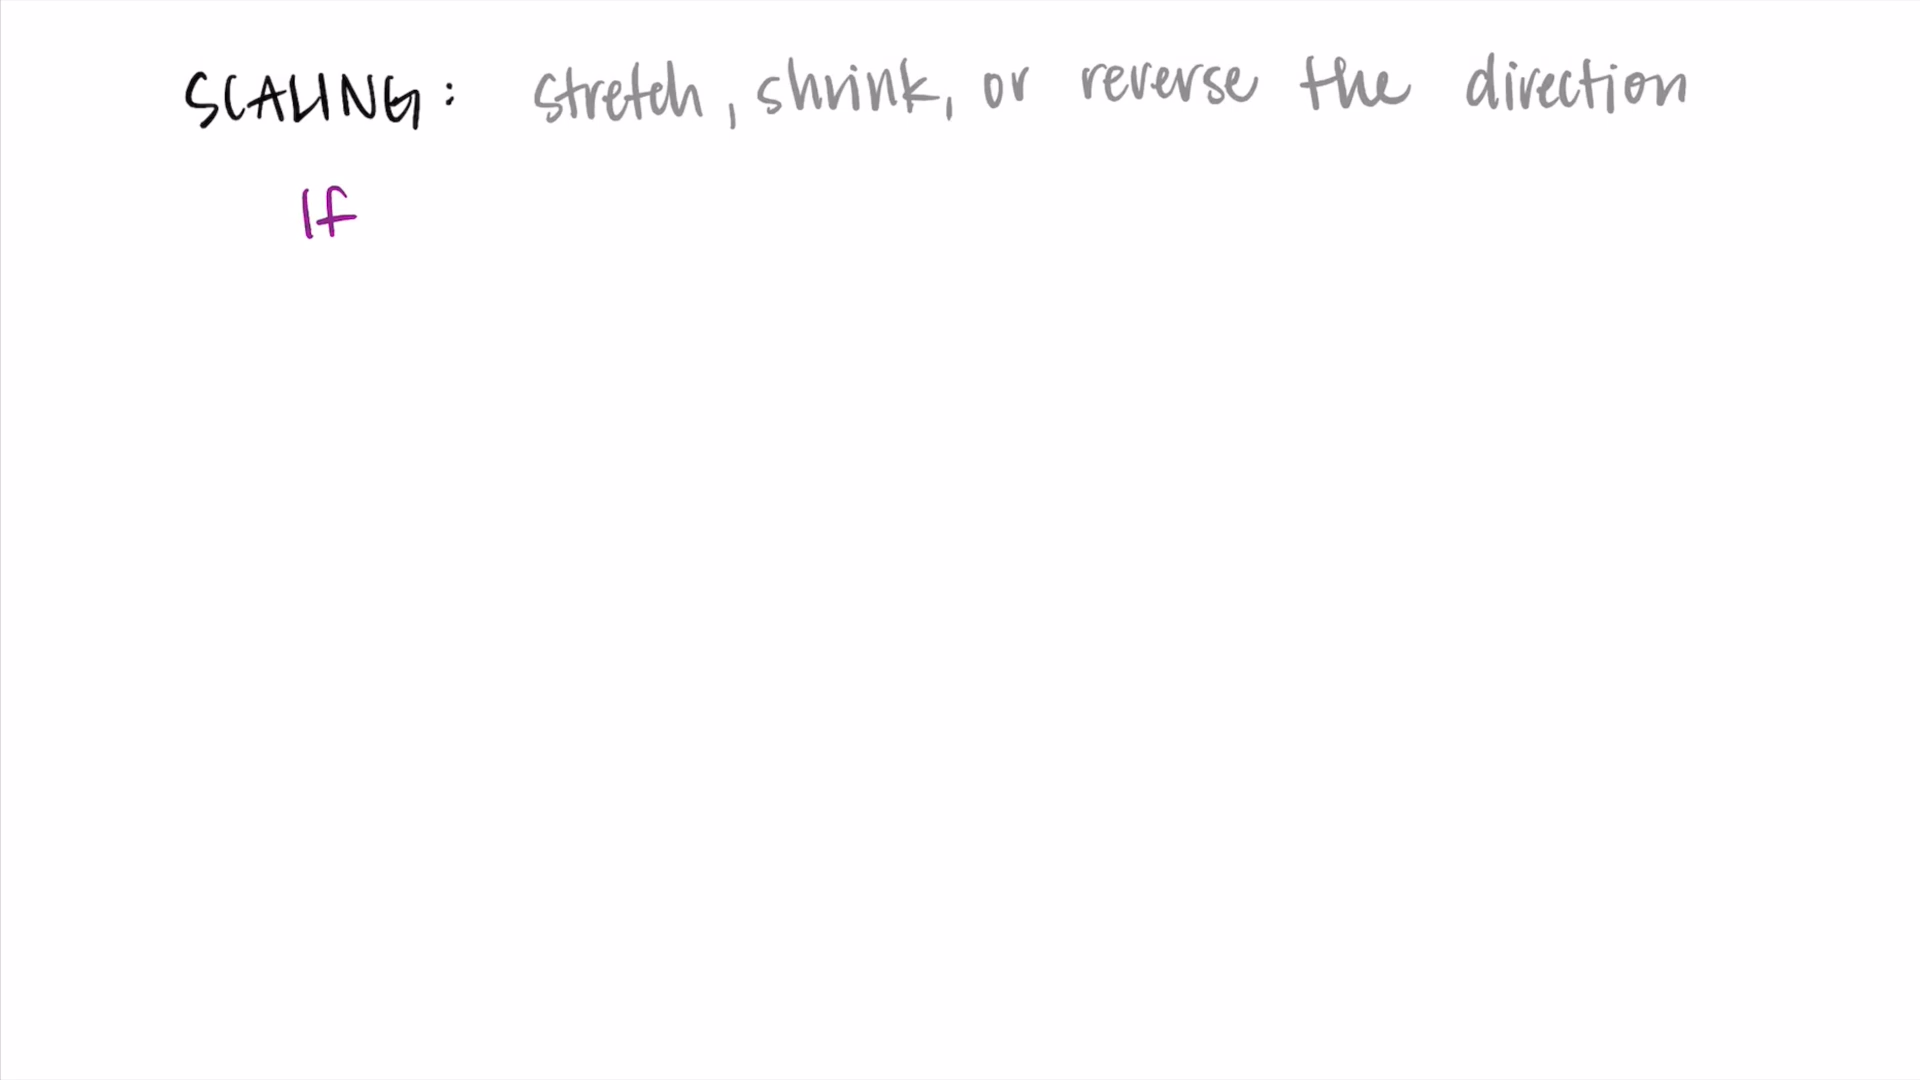 SCALING: stretch, shrink, or reverse the direction
If